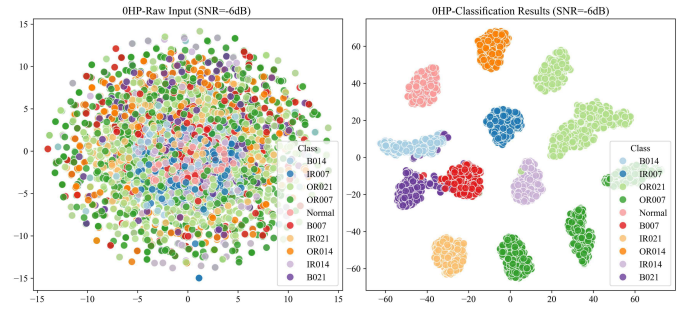 0HP-Raw Input (SNR=-6dB)
15
10
5
0
−5
−10
−15
−15
−10
−5
0
5
10
15
Class
B014
IR007
OR021
OR007
Normal
B007
IR021
OR014
IR014
B021
0HP-Classification Results (SNR=-6dB)
60
40
20
0
−20
−40
−60
−60
−40
−20
0
20
40
60
Class
B014
IR007
OR021
OR007
Normal
B007
IR021
OR014
IR014
B021